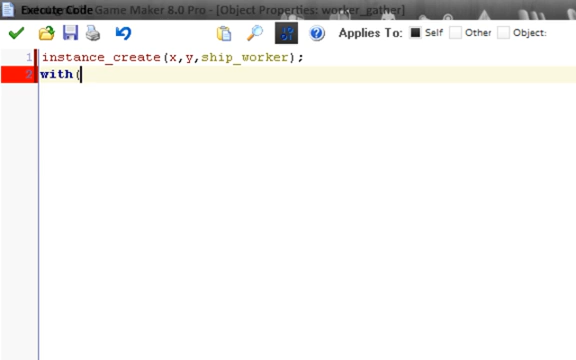 Execute Code Game Maker 8.0 Pro - [Object Properties: worker_gather]
Applies To: Self Other Object:
1 instance_create(x,y,ship_worker);
2 with(